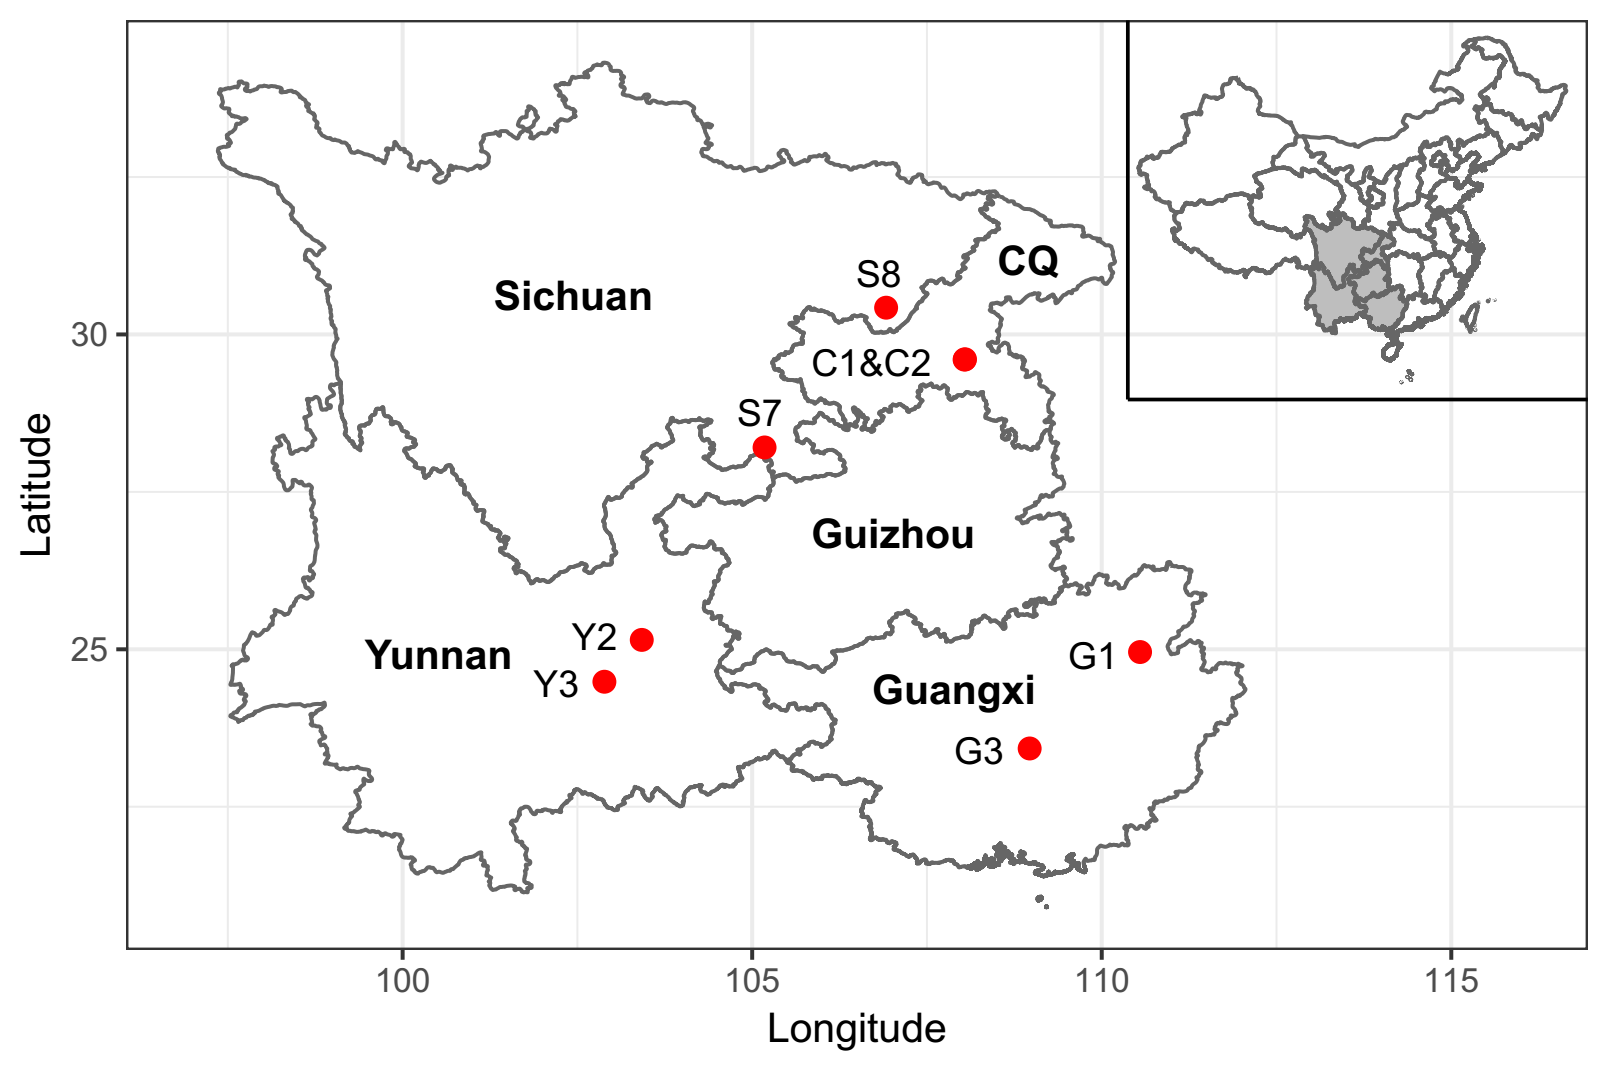 CQ
S8
Sichuan
30
C1&C2
S7
Latitude
Guizhou
Y2
25
Yunnan
G1
Y3
Guangxi
G3
100
105
110
115
Longitude